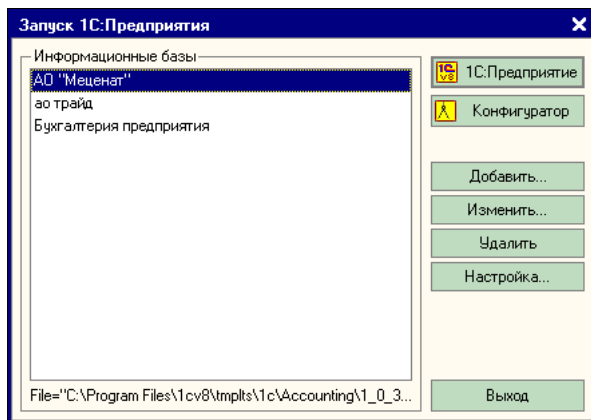 Запуск 1С:Предприятия
Информационные базы
АО "Меценат"
ао трайд
Бухгалтерия предприятия
1С:Предприятие
Конфигуратор
Добавить...
Изменить...
Удалить
Настройка...
File="C:\Program Files\1cv8\tmplts\1c\Accounting\1_0_3...
Выход